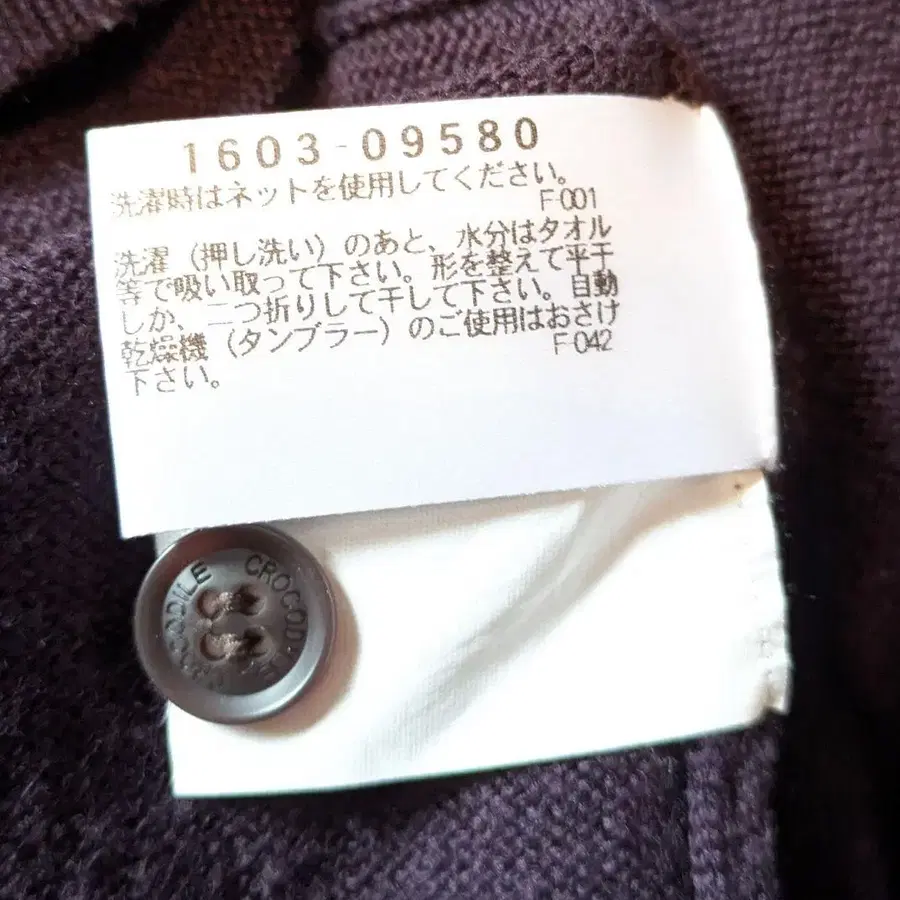 1603-09580
洗濯時はネットを使用してください。
F001
洗濯(押し洗い)のあと、水分はタオル
等で吸い取って下さい。形を整えて平干
しか、二つ折りして干して下さい。自動
乾燥機(タンブラー)のご使用はおさけ
下さい。
F042
CROCODILE
CROCODILE